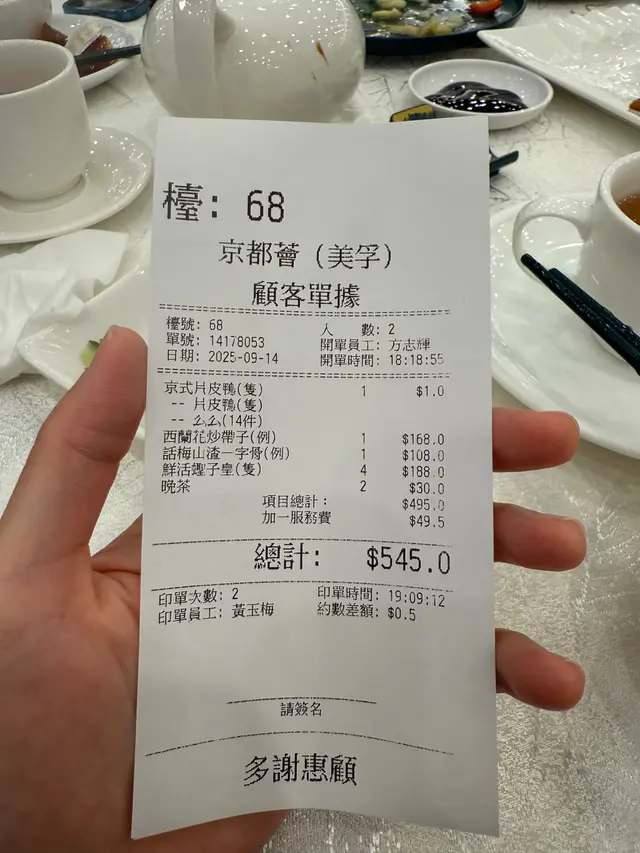 檯: 68
京都薈（美孚）
顧客單據
檯號: 68 人 數: 2
單號: 14178053 開單員工: 方志輝
日期: 2025-09-14 開單時間: 18:18:55
京式片皮鴨(隻) 1 $1.0
-- 片皮鴨(隻)
-- 幺幺(14件)
西蘭花炒帶子(例) 1 $168.0
話梅山渣一字骨(例) 1 $108.0
鮮活蟶子皇(隻) 4 $188.0
晚茶 2 $30.0
項目總計: $495.0
加一服務費 $49.5
總計: $545.0
印單次數: 2 印單時間: 19:09:12
印單員工: 黃玉梅 約數差額: $0.5
請簽名
多謝惠顧